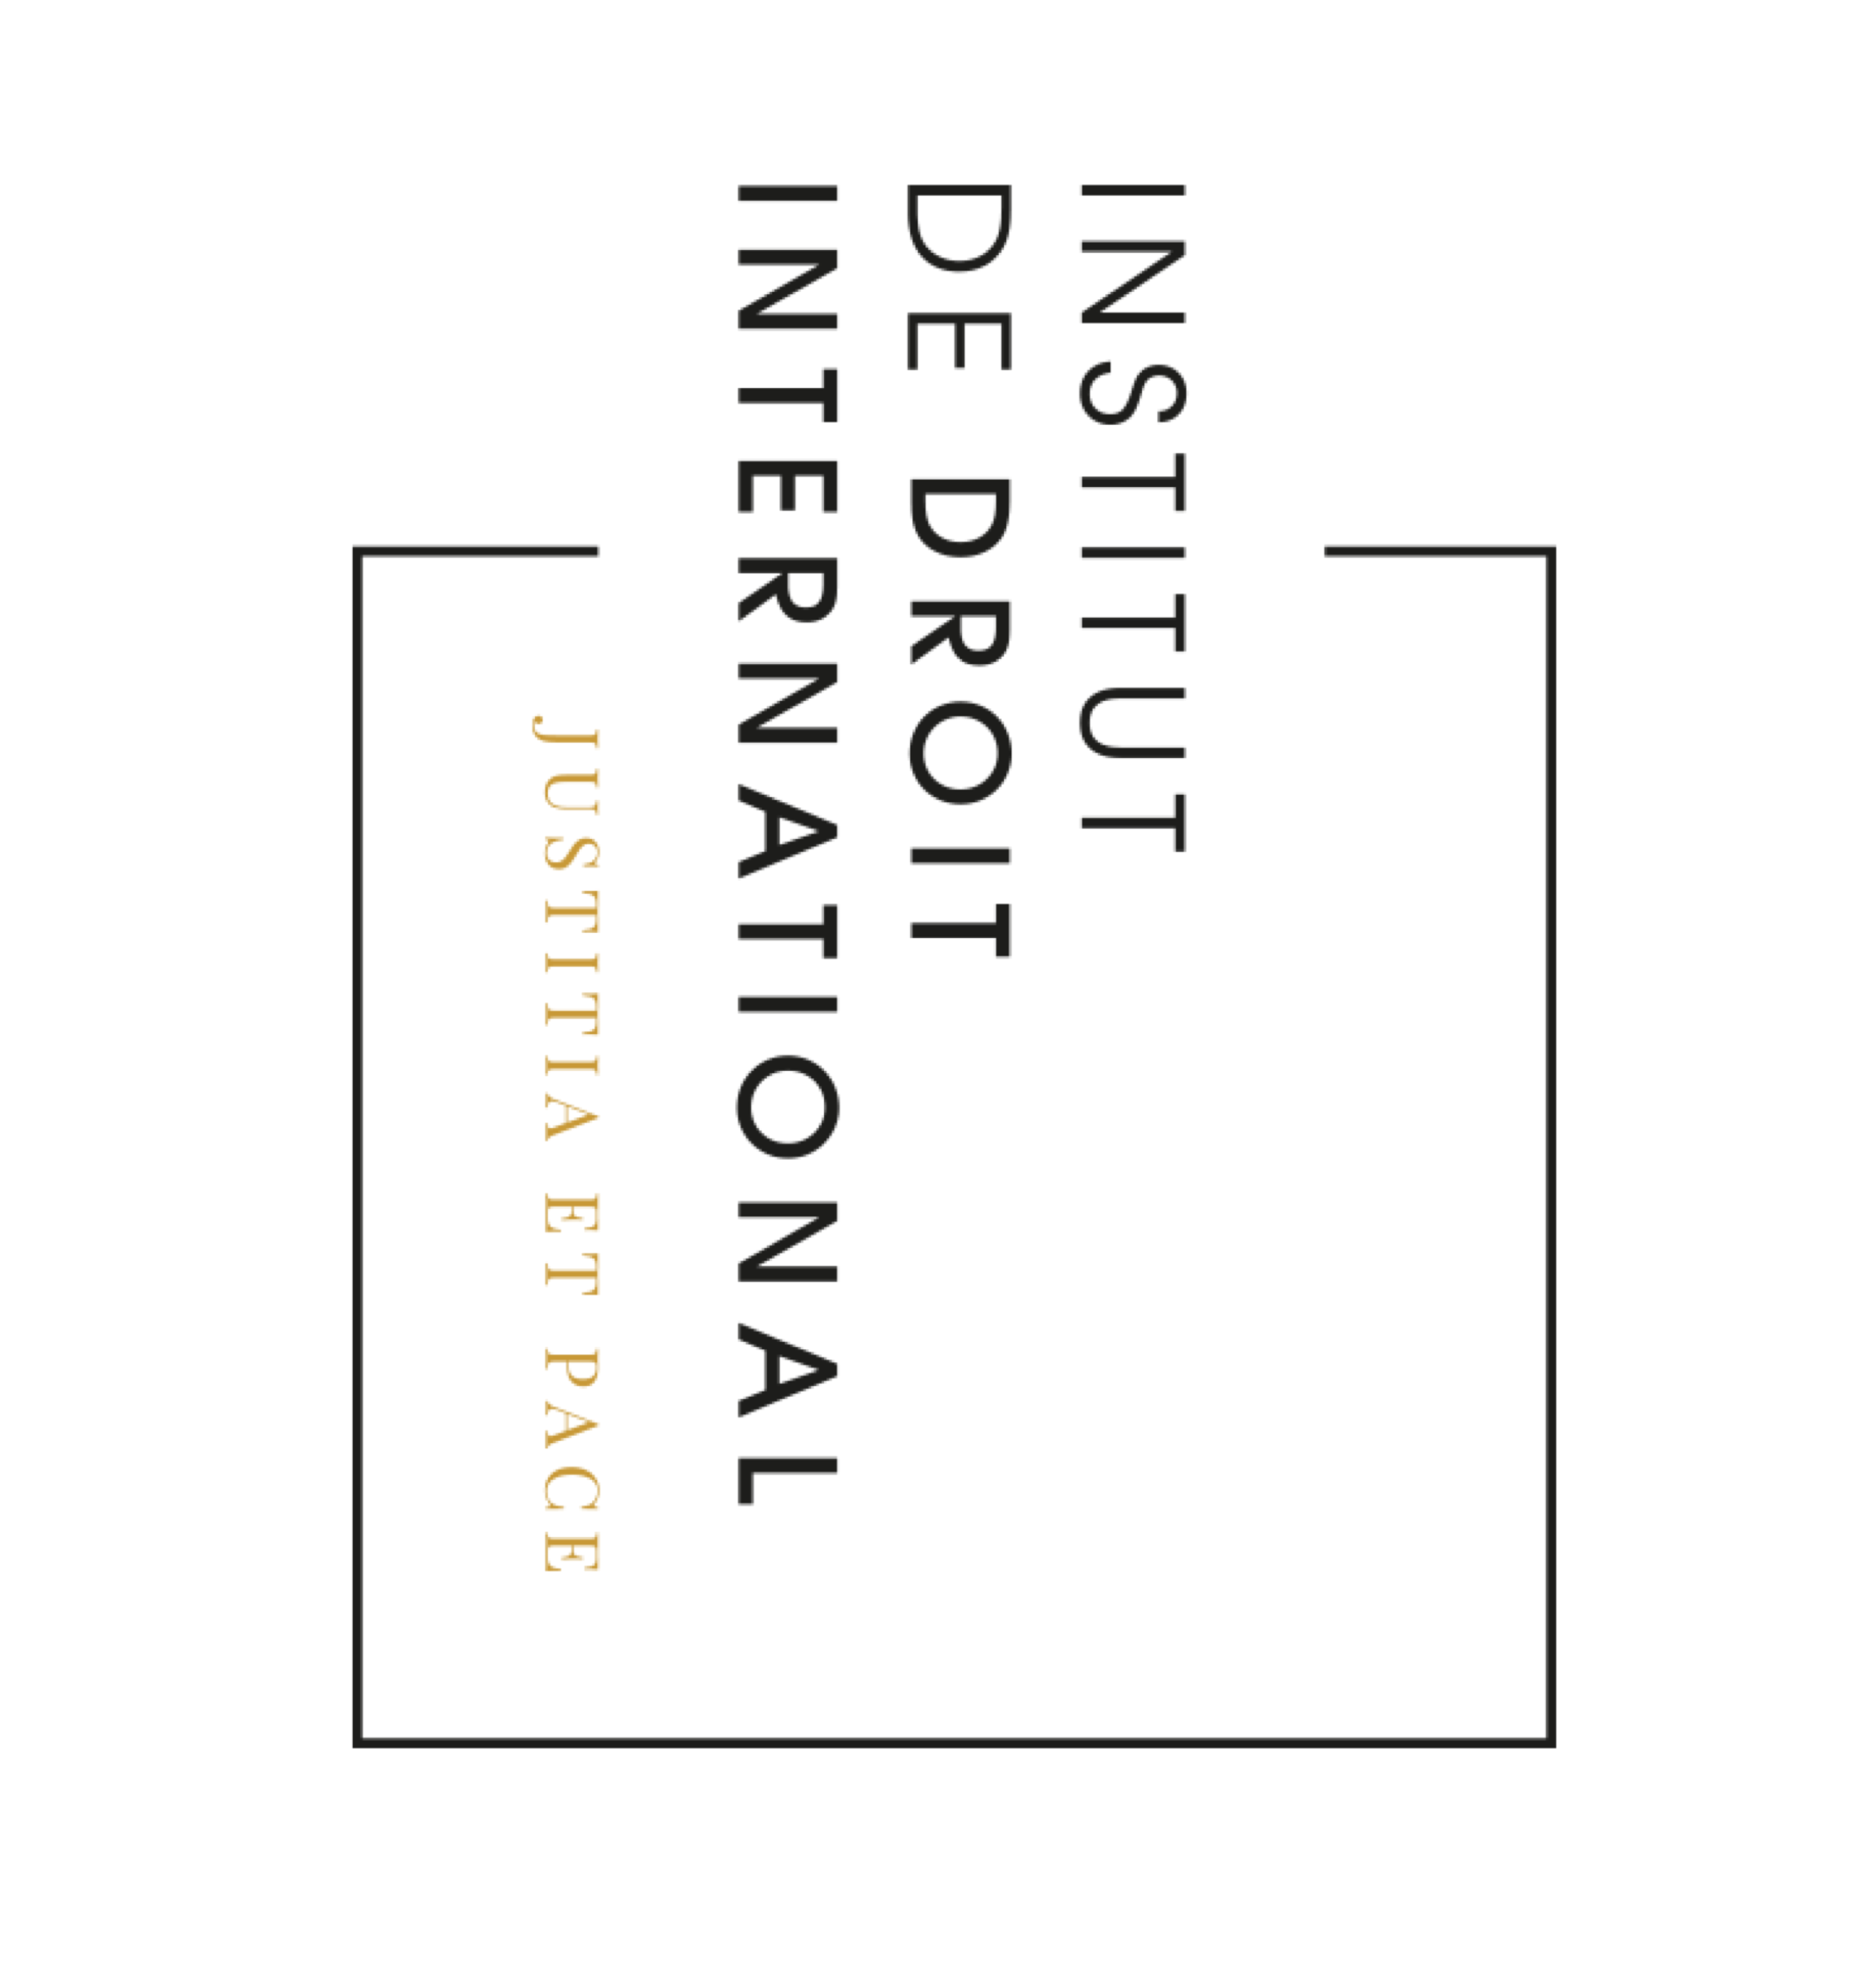 INSTITUT
DE DROIT
INTERNATIONAL
JUSTITIA ET PACE